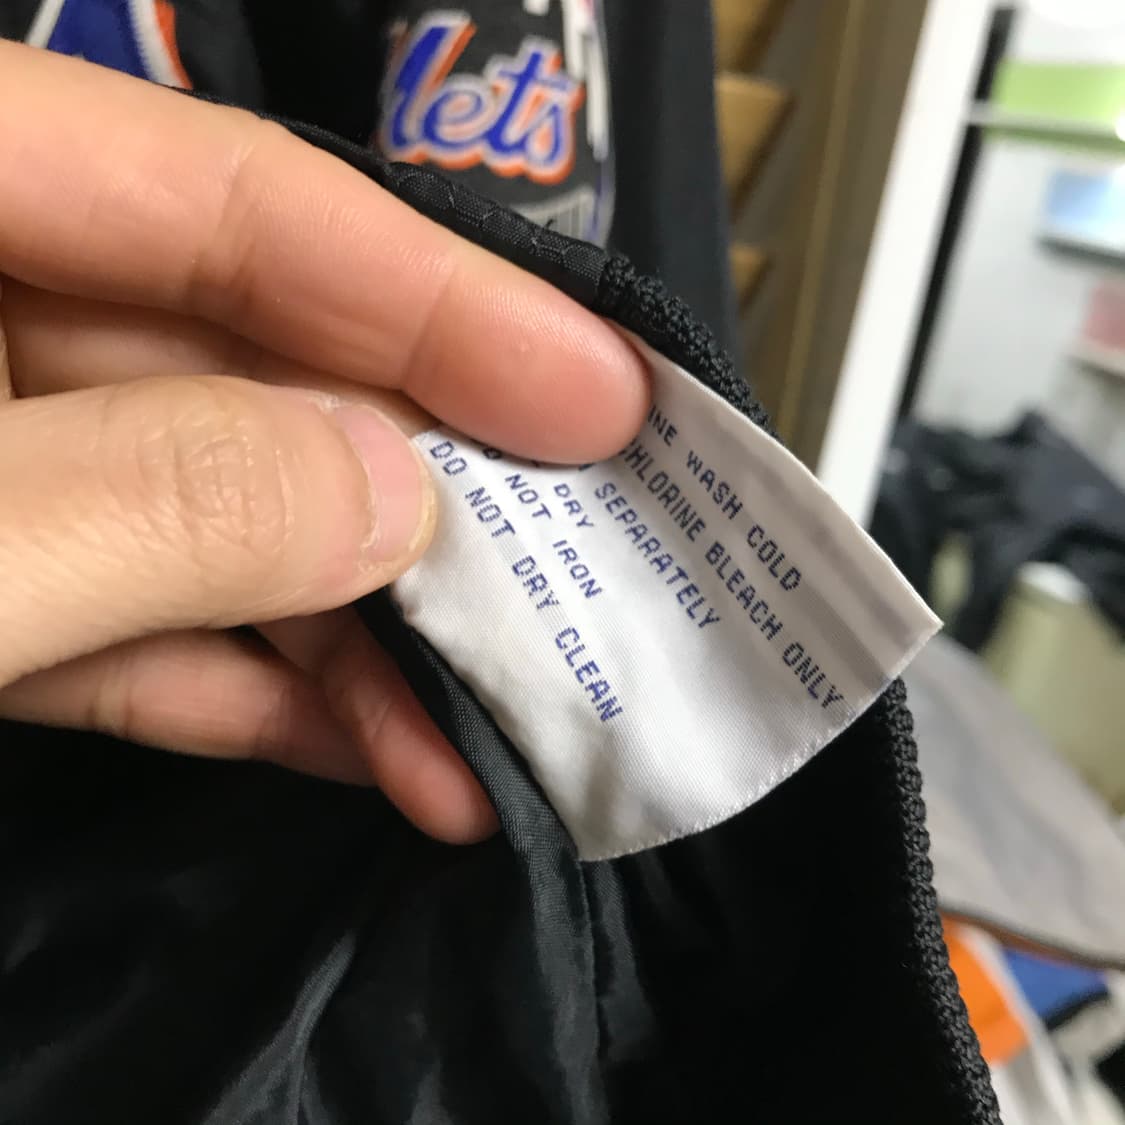 Mets
INE WASH COLD
CHLORINE BLEACH ONLY
SEPARATELY
DRY
NOT IRON
DO NOT DRY CLEAN